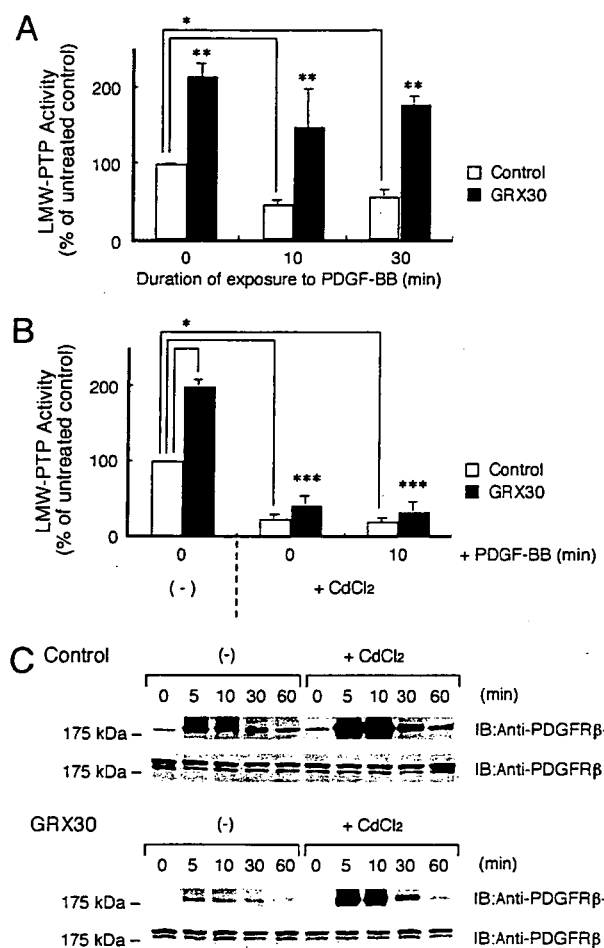 A
LMW-PTP Activity
(% of untreated control)
200
100
0
*
**
**
**
0 10 30
Duration of exposure to PDGF-BB (min)
Control
GRX30
B
LMW-PTP Activity
(% of untreated control)
200
100
0
*
***
***
0 0 10 + PDGF-BB (min)
(-) + CdCl2
Control
GRX30
C
Control (-) + CdCl2
0 5 10 30 60 0 5 10 30 60 (min)
175 kDa – IB:Anti-PDGFRβ-
175 kDa – IB:Anti-PDGFRβ
GRX30 (-) + CdCl2
0 5 10 30 60 0 5 10 30 60 (min)
175 kDa – IB:Anti-PDGFRβ-
175 kDa – IB:Anti-PDGFRβ